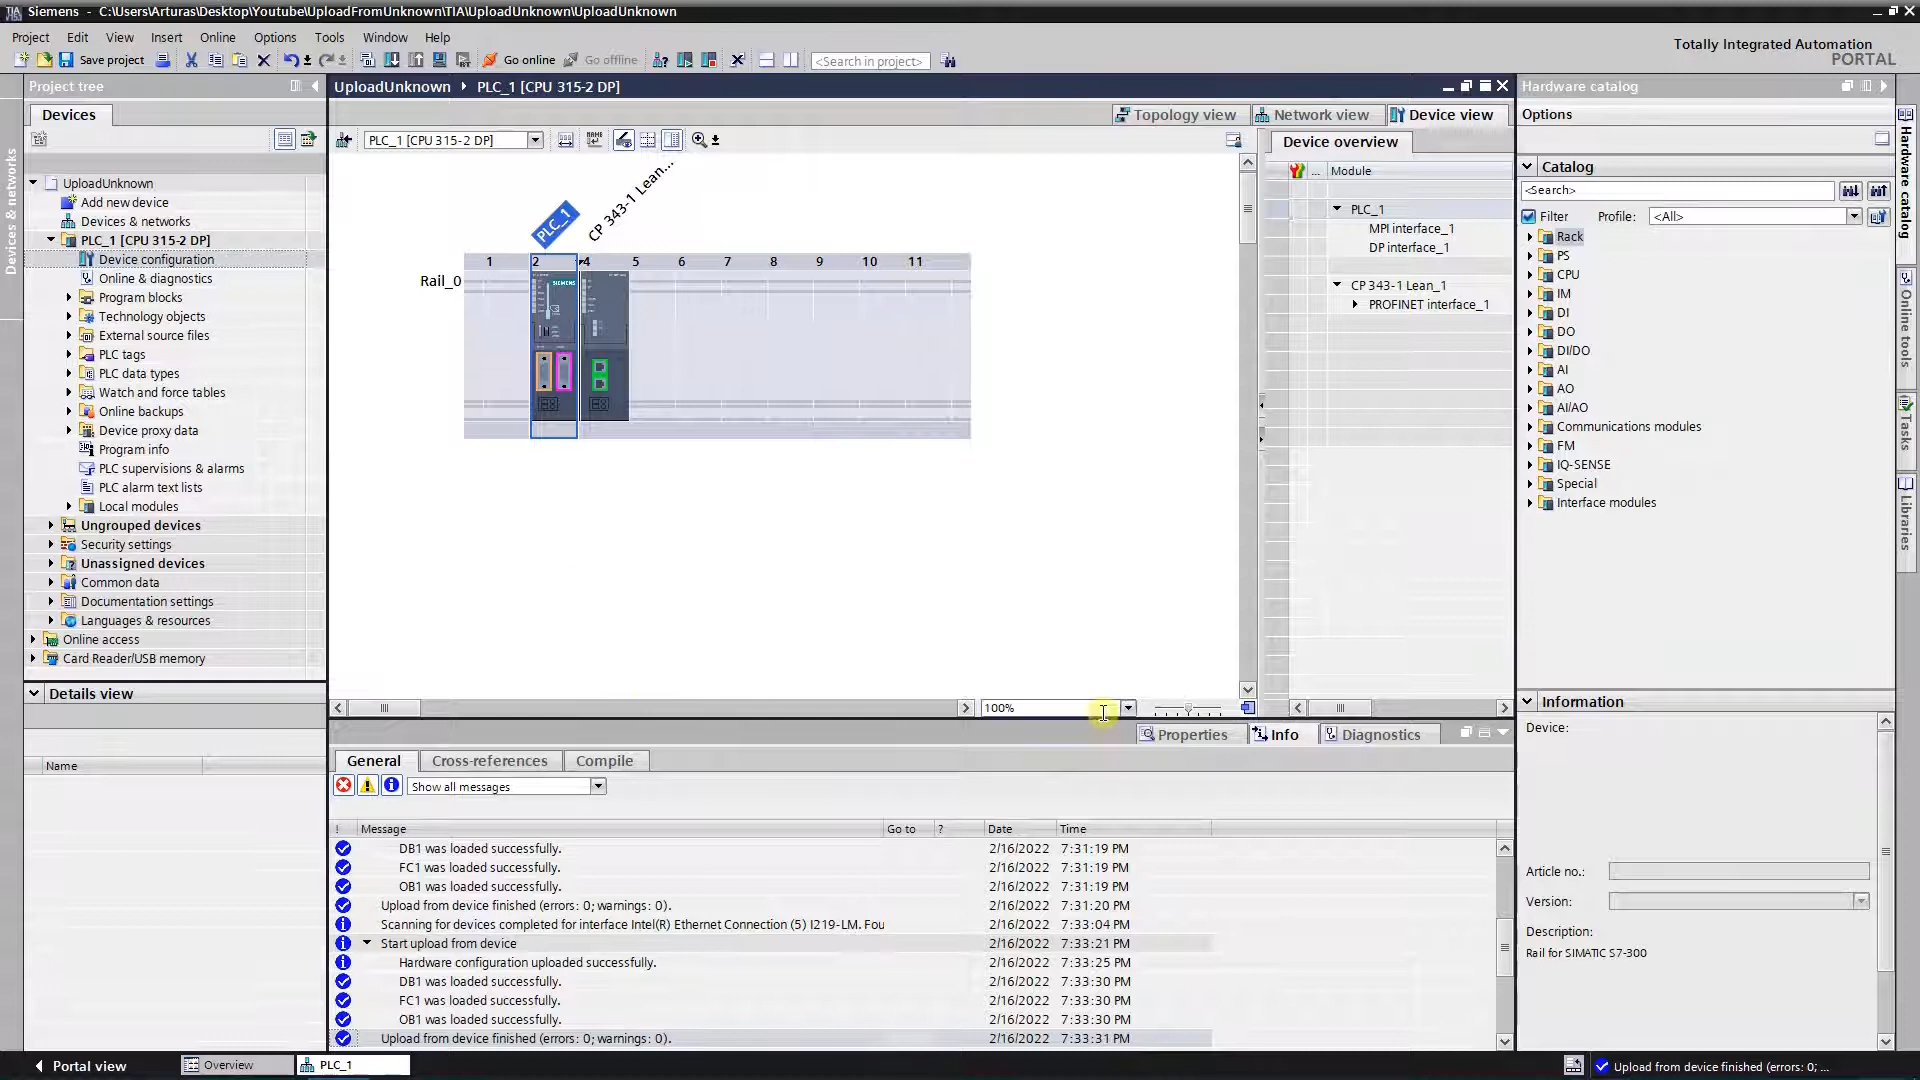 Siemens - C:\Users\Arturas\Desktop\Youtube\UploadFromUnknown\TIA\UploadUnknown\UploadUnknown
Project Edit View Insert Online Options Tools Window Help
Totally Integrated Automation
PORTAL
Save project
Go online
Go offline
<Search in project>
Project tree
Devices
Devices & networks
UploadUnknown
Add new device
Devices & networks
PLC_1 [CPU 315-2 DP]
Device configuration
Online & diagnostics
Program blocks
Technology objects
External source files
PLC tags
PLC data types
Watch and force tables
Online backups
Device proxy data
Program info
PLC supervisions & alarms
PLC alarm text lists
Local modules
Ungrouped devices
Security settings
Unassigned devices
Common data
Documentation settings
Languages & resources
Online access
Card Reader/USB memory
Details view
Name
UploadUnknown PLC_1 [CPU 315-2 DP]
Topology view Network view Device view
PLC_1 [CPU 315-2 DP]
PLC_1
CP 343-1 Lean...
1 2 4 5 6 7 8 9 10 11
Rail_0
SIEMENS
100%
Device overview
... Module
PLC_1
MPI interface_1
DP interface_1
CP 343-1 Lean_1
PROFINET interface_1
Properties Info Diagnostics
General Cross-references Compile
Show all messages
! Message Go to ? Date Time
DB1 was loaded successfully. 2/16/2022 7:31:19 PM
FC1 was loaded successfully. 2/16/2022 7:31:19 PM
OB1 was loaded successfully. 2/16/2022 7:31:19 PM
Upload from device finished (errors: 0; warnings: 0). 2/16/2022 7:31:20 PM
Scanning for devices completed for interface Intel(R) Ethernet Connection (5) I219-LM. Fou 2/16/2022 7:33:04 PM
Start upload from device 2/16/2022 7:33:21 PM
Hardware configuration uploaded successfully. 2/16/2022 7:33:25 PM
DB1 was loaded successfully. 2/16/2022 7:33:30 PM
FC1 was loaded successfully. 2/16/2022 7:33:30 PM
OB1 was loaded successfully. 2/16/2022 7:33:30 PM
Upload from device finished (errors: 0; warnings: 0). 2/16/2022 7:33:31 PM
Hardware catalog
Options
Catalog
<Search>
Filter Profile: <All>
Rack
PS
CPU
IM
DI
DO
DI/DO
AI
AO
AI/AO
Communications modules
FM
IQ-SENSE
Special
Interface modules
Information
Device:
Article no.:
Version:
Description:
Rail for SIMATIC S7-300
Hardware catalog
Online tools
Tasks
Libraries
Portal view
Overview
PLC_1
Upload from device finished (errors: 0; ...